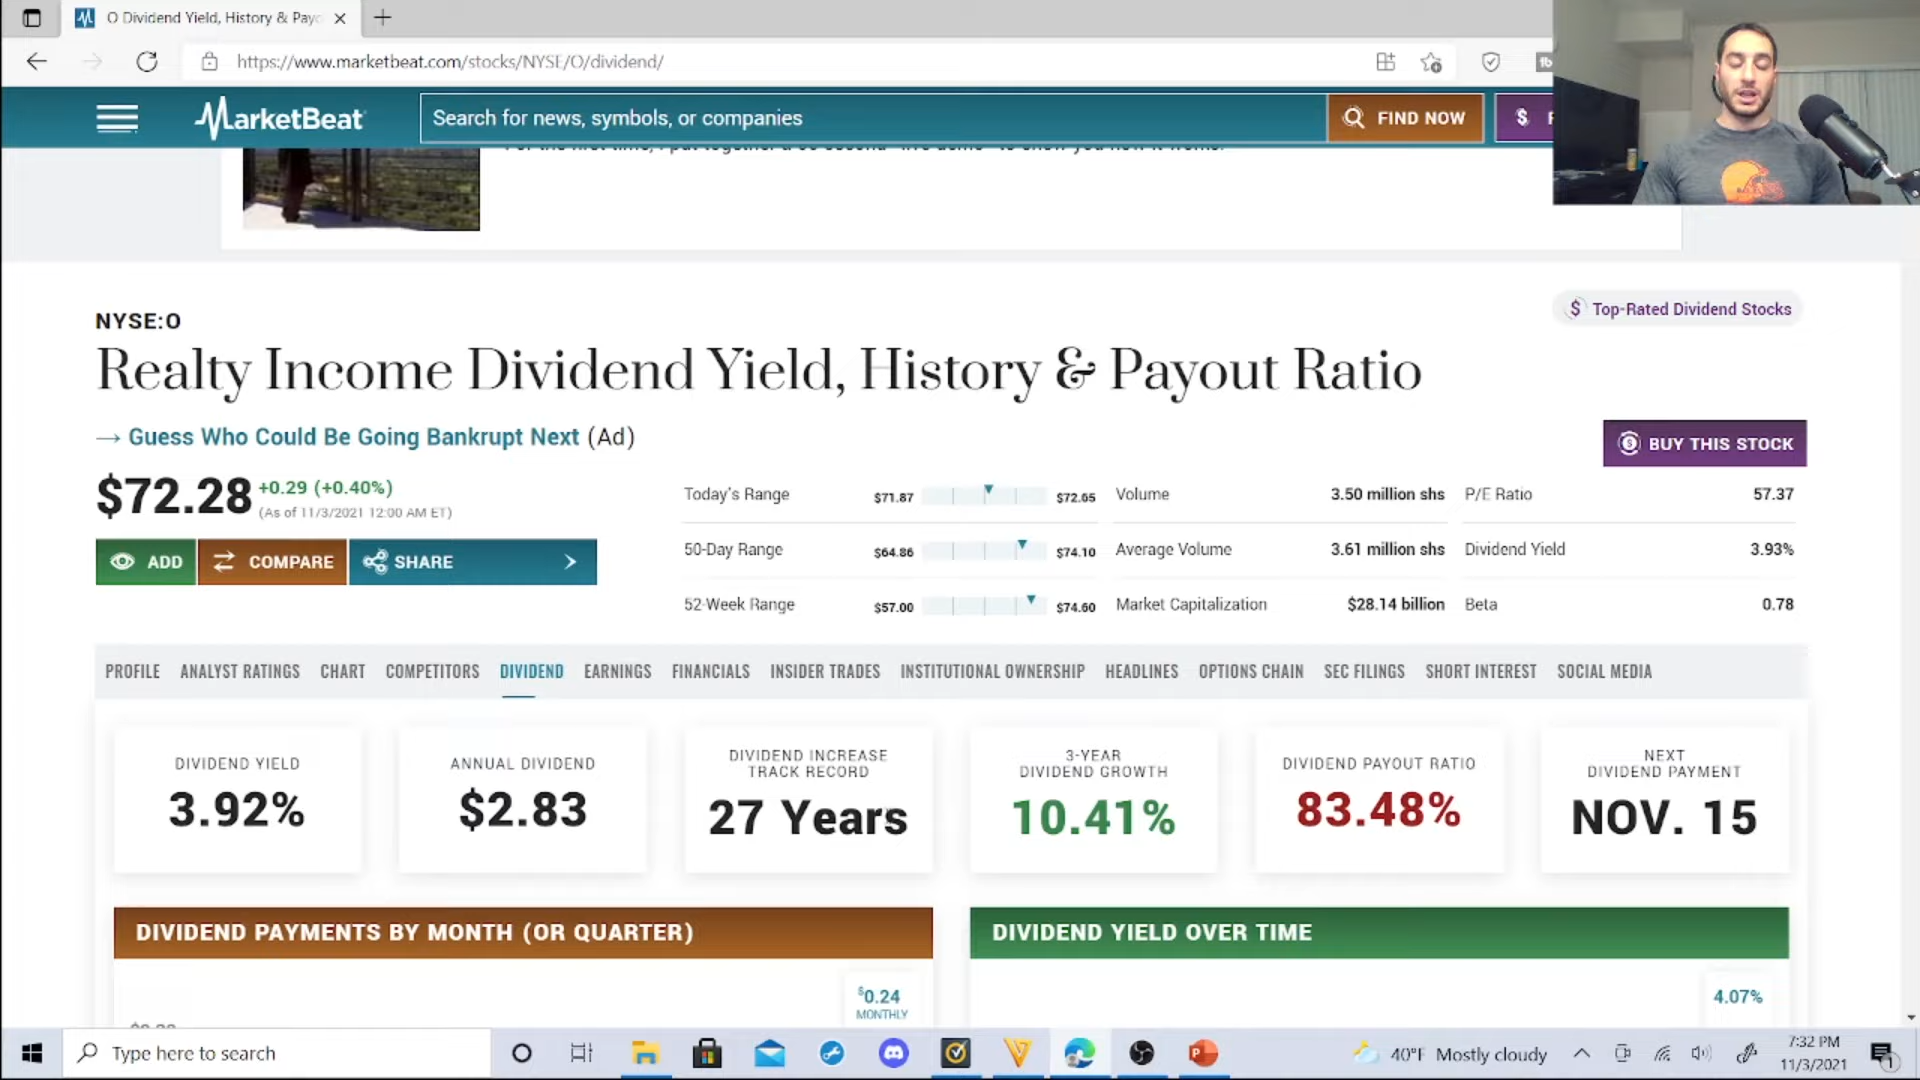 O Dividend Yield, History & Payo
https://www.marketbeat.com/stocks/NYSE/O/dividend/
MarketBeat
Search for news, symbols, or companies
FIND NOW
NYSE:O
Top-Rated Dividend Stocks
Realty Income Dividend Yield, History & Payout Ratio
→ Guess Who Could Be Going Bankrupt Next (Ad)
BUY THIS STOCK
$72.28 +0.29 (+0.40%)
(As of 11/3/2021 12:00 AM ET)
ADD
COMPARE
SHARE
Today's Range $71.87 $72.65
50-Day Range $64.86 $74.10
52-Week Range $57.00 $74.60
Volume 3.50 million shs
Average Volume 3.61 million shs
Market Capitalization $28.14 billion
P/E Ratio 57.37
Dividend Yield 3.93%
Beta 0.78
PROFILE ANALYST RATINGS CHART COMPETITORS DIVIDEND EARNINGS FINANCIALS INSIDER TRADES INSTITUTIONAL OWNERSHIP HEADLINES OPTIONS CHAIN SEC FILINGS SHORT INTEREST SOCIAL MEDIA
DIVIDEND YIELD
3.92%
ANNUAL DIVIDEND
$2.83
DIVIDEND INCREASE
TRACK RECORD
27 Years
3-YEAR
DIVIDEND GROWTH
10.41%
DIVIDEND PAYOUT RATIO
83.48%
NEXT
DIVIDEND PAYMENT
NOV. 15
DIVIDEND PAYMENTS BY MONTH (OR QUARTER)
$0.24
MONTHLY
DIVIDEND YIELD OVER TIME
4.07%
Type here to search
40°F Mostly cloudy
7:32 PM
11/3/2021
1